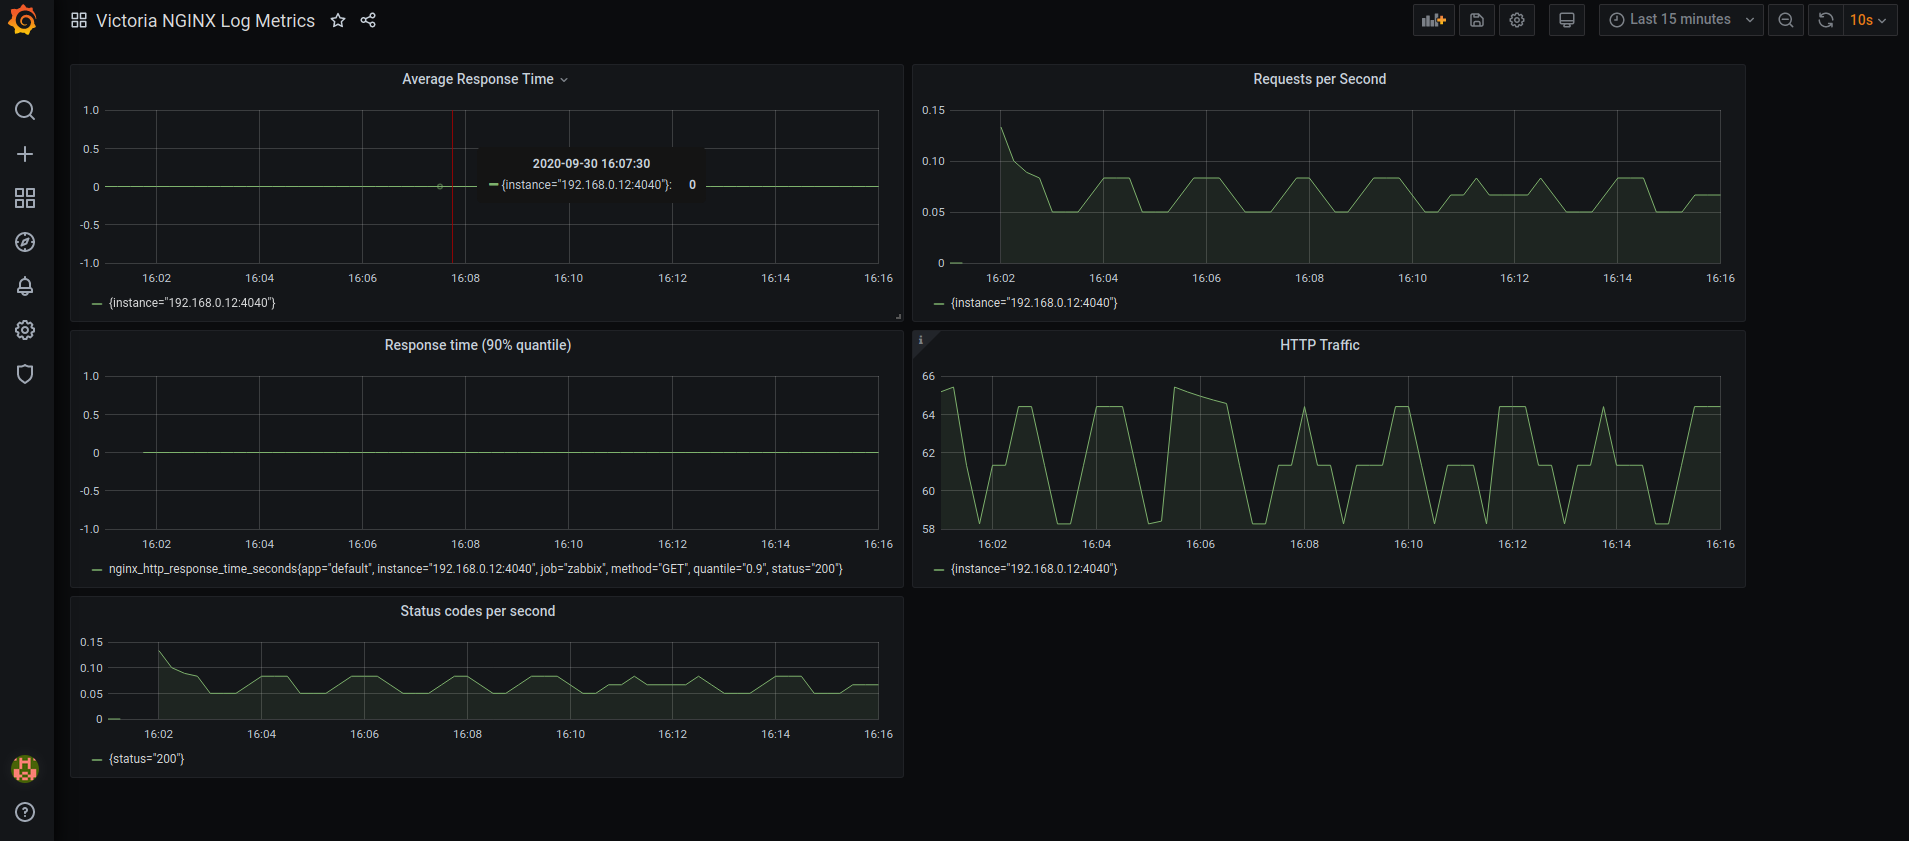 Victoria NGINX Log Metrics
Last 15 minutes
10s
Average Response Time
1.0
0.5
0
-0.5
-1.0
2020-09-30 16:07:30
{instance="192.168.0.12:4040"}: 0
16:02 16:04 16:06 16:08 16:10 16:12 16:14 16:16
{instance="192.168.0.12:4040"}
Requests per Second
0.15
0.10
0.05
0
16:02 16:04 16:06 16:08 16:10 16:12 16:14 16:16
{instance="192.168.0.12:4040"}
Response time (90% quantile)
1.0
0.5
0
-0.5
-1.0
16:02 16:04 16:06 16:08 16:10 16:12 16:14 16:16
nginx_http_response_time_seconds{app="default", instance="192.168.0.12:4040", job="zabbix", method="GET", quantile="0.9", status="200"}
i
HTTP Traffic
66
64
62
60
58
16:02 16:04 16:06 16:08 16:10 16:12 16:14 16:16
{instance="192.168.0.12:4040"}
Status codes per second
0.15
0.10
0.05
0
16:02 16:04 16:06 16:08 16:10 16:12 16:14 16:16
{status="200"}